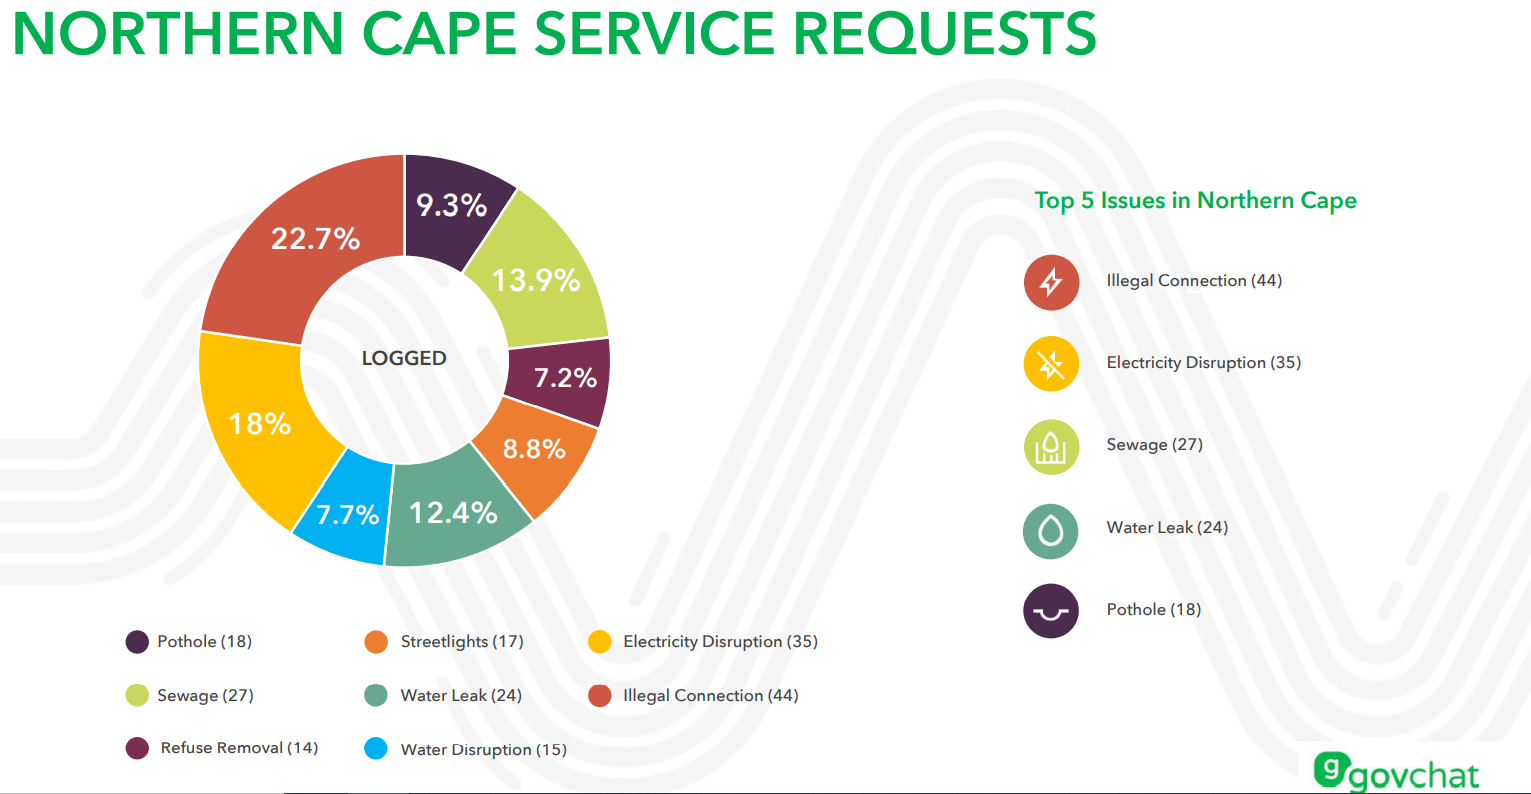 NORTHERN CAPE SERVICE REQUESTS
9.3%
13.9%
7.2%
8.8%
12.4%
7.7%
18%
22.7%
LOGGED
Pothole (18)
Streetlights (17)
Electricity Disruption (35)
Sewage (27)
Water Leak (24)
Illegal Connection (44)
Refuse Removal (14)
Water Disruption (15)
Top 5 Issues in Northern Cape
Illegal Connection (44)
Electricity Disruption (35)
Sewage (27)
Water Leak (24)
Pothole (18)
g govchat